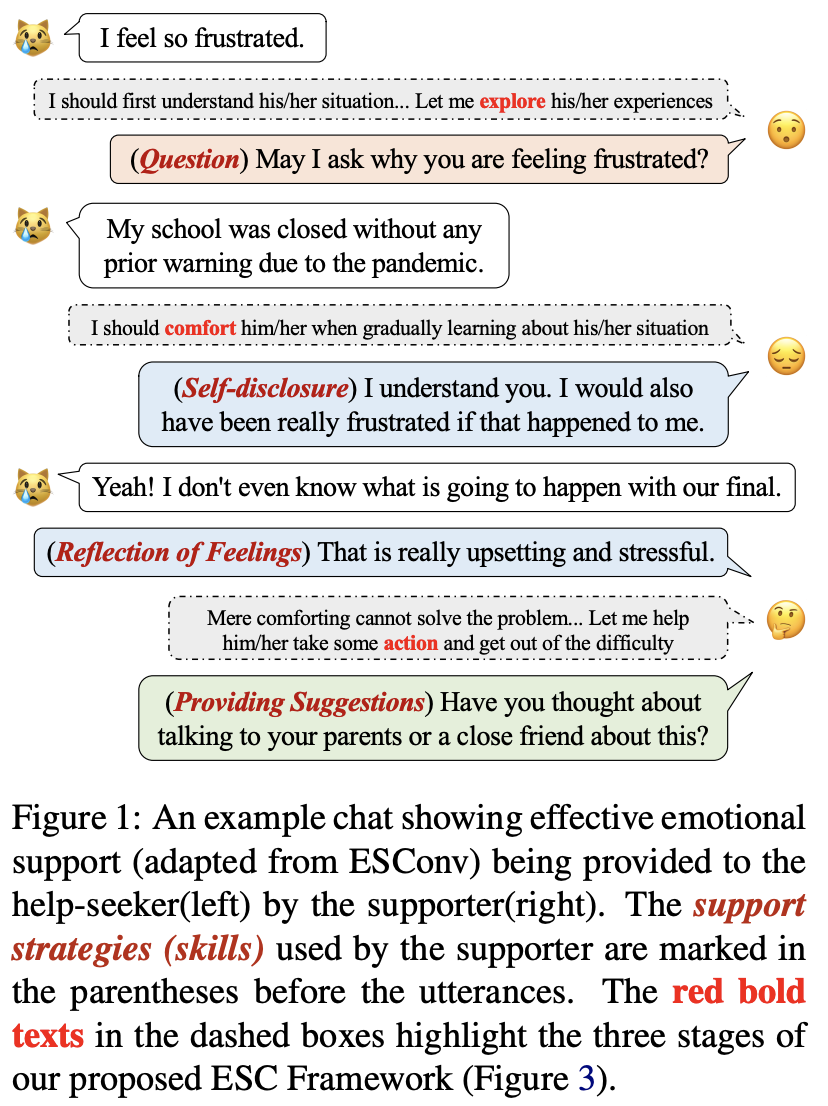 I feel so frustrated.
I should first understand his/her situation... Let me explore his/her experiences
(Question) May I ask why you are feeling frustrated?
My school was closed without any
prior warning due to the pandemic.
I should comfort him/her when gradually learning about his/her situation
(Self-disclosure) I understand you. I would also
have been really frustrated if that happened to me.
Yeah! I don't even know what is going to happen with our final.
(Reflection of Feelings) That is really upsetting and stressful.
Mere comforting cannot solve the problem... Let me help
him/her take some action and get out of the difficulty
(Providing Suggestions) Have you thought about
talking to your parents or a close friend about this?
Figure 1: An example chat showing effective emotional
support (adapted from ESConv) being provided to the
help-seeker(left) by the supporter(right). The support
strategies (skills) used by the supporter are marked in
the parentheses before the utterances. The red bold
texts in the dashed boxes highlight the three stages of
our proposed ESC Framework (Figure 3).